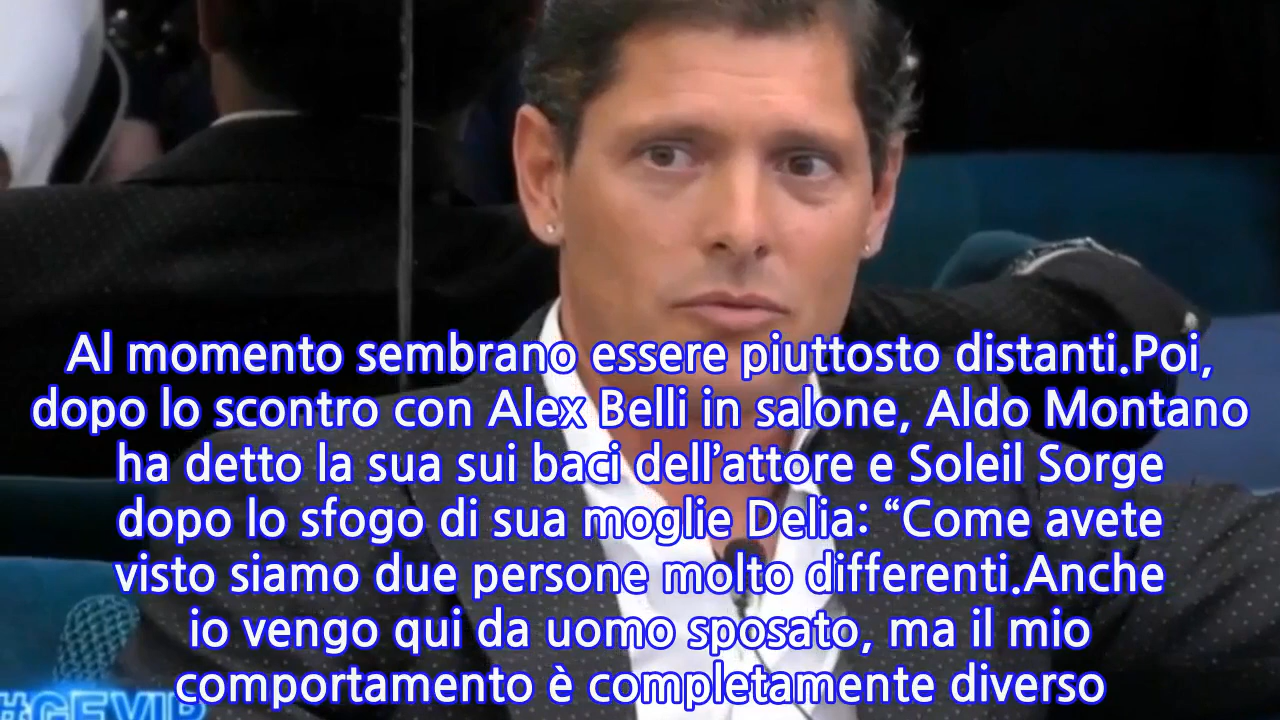 Al momento sembrano essere piuttosto distanti.Poi,
dopo lo scontro con Alex Belli in salone, Aldo Montano
ha detto la sua sui baci dell’attore e Soleil Sorge
dopo lo sfogo di sua moglie Delia: “Come avete
visto siamo due persone molto differenti.Anche
io vengo qui da uomo sposato, ma il mio
comportamento è completamente diverso
#GFVIP